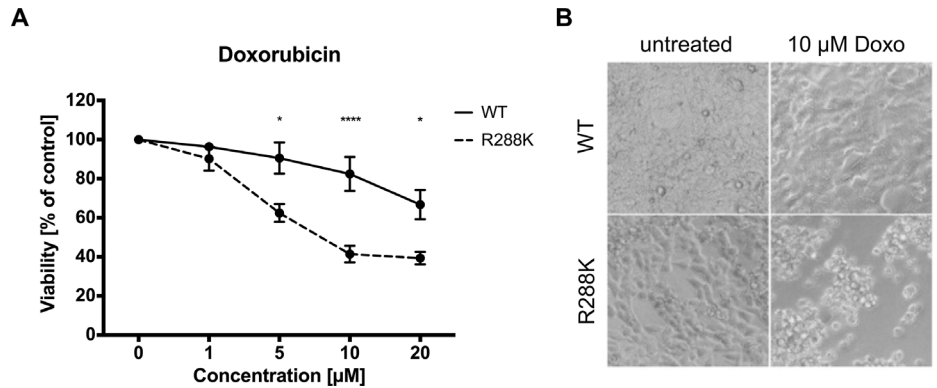 A
Doxorubicin
120
100
80
60
40
20
0
Viability [% of control]
0 1 5 10 20
Concentration [µM]
* **** *
WT
R288K
B
untreated 10 µM Doxo
WT
R288K